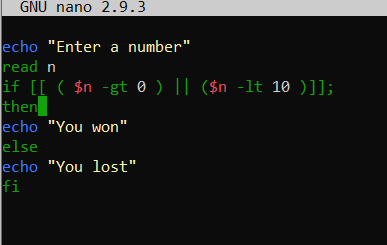 GNU nano 2.9.3
echo "Enter a number"
read n
if [[ ( $n -gt 0 ) || ($n -lt 10 )]];
then
echo "You won"
else
echo "You lost"
fi